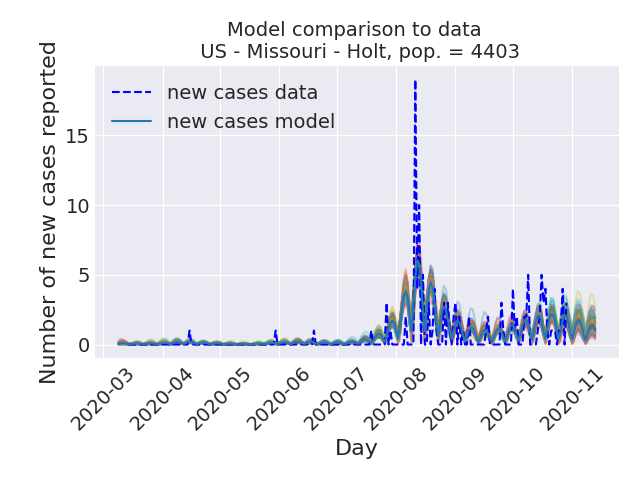 Model comparison to data
US - Missouri - Holt, pop. = 4403
Number of new cases reported
new cases data
new cases model
15
10
5
0
2020-03
2020-04
2020-05
2020-06
2020-07
2020-08
2020-09
2020-10
2020-11
Day